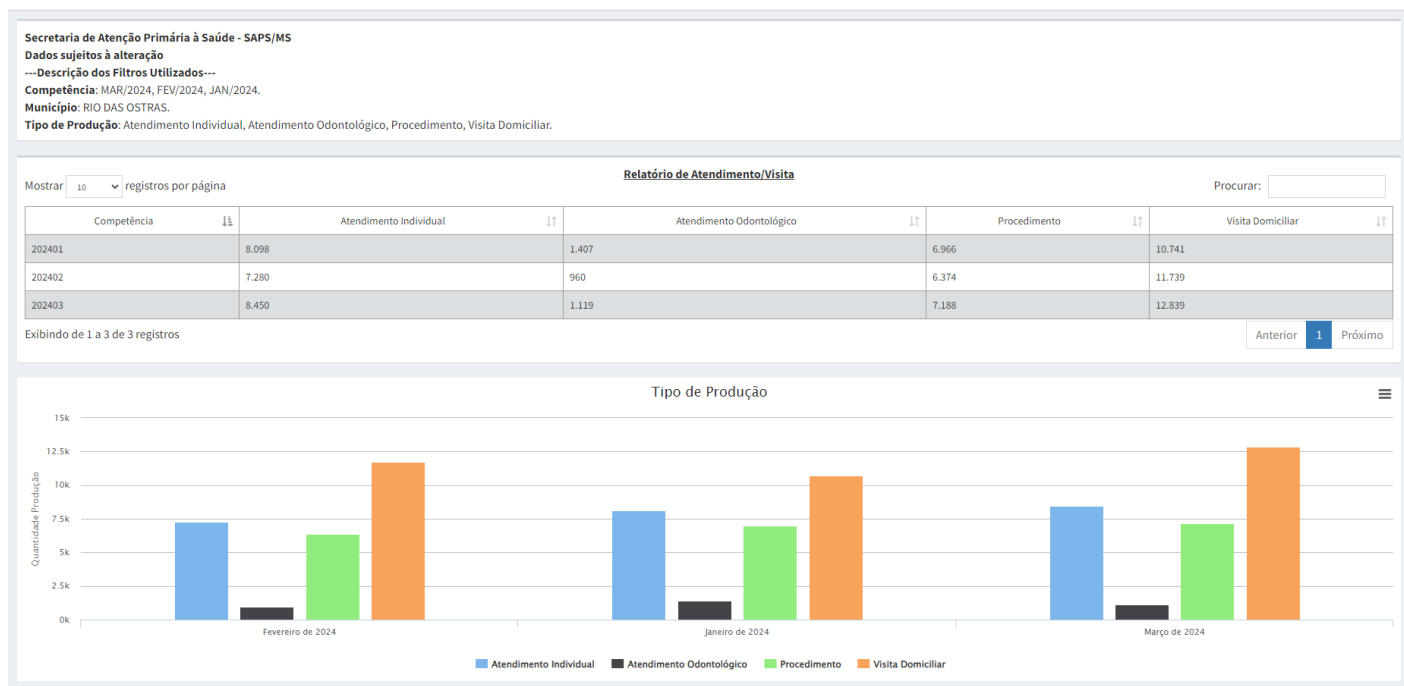 Secretaria de Atenção Primária à Saúde - SAPS/MS
Dados sujeitos à alteração
---Descrição dos Filtros Utilizados---
Competência: MAR/2024, FEV/2024, JAN/2024.
Município: RIO DAS OSTRAS.
Tipo de Produção: Atendimento Individual, Atendimento Odontológico, Procedimento, Visita Domiciliar.
Relatório de Atendimento/Visita
Mostrar 10 registros por página
Procurar:
Competência Atendimento Individual Atendimento Odontológico Procedimento Visita Domiciliar
202401 8.098 1.407 6.966 10.741
202402 7.280 960 6.374 11.739
202403 8.450 1.119 7.188 12.839
Exibindo de 1 a 3 de 3 registros
Anterior 1 Próximo
Tipo de Produção
Quantidade Produção
15k
12.5k
10k
7.5k
5k
2.5k
0k
Fevereiro de 2024 Janeiro de 2024 Março de 2024
Atendimento Individual Atendimento Odontológico Procedimento Visita Domiciliar